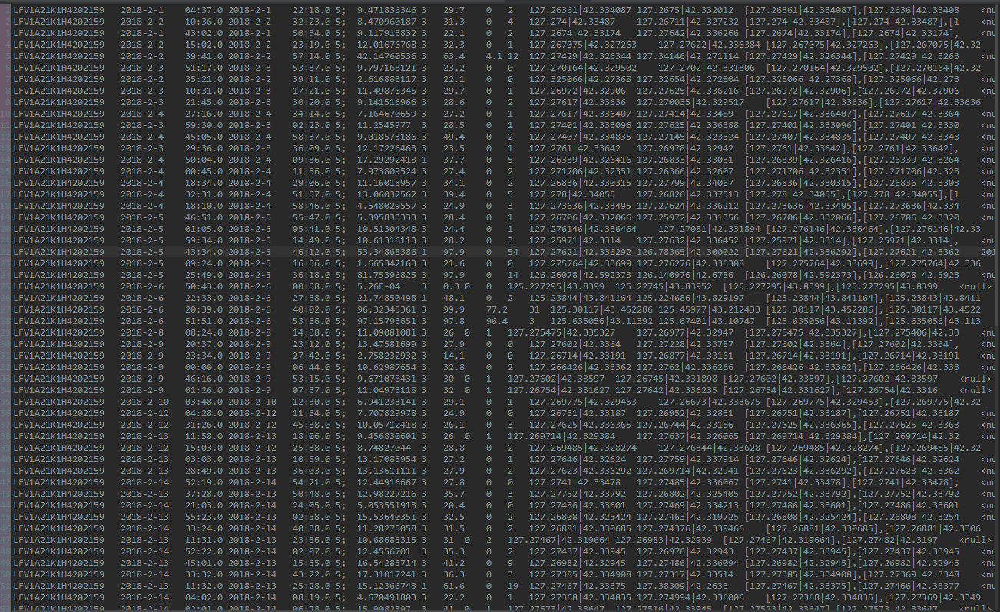 1 LFV1A21K1H4202159 2018-2-1 04:37.0 2018-2-1 22:18.0 5; 9.471836346 3 29.7 0 2 127.26361|42.334087 127.2675|42.332012 [127.26361|42.334087],[127.2636|42.33408 <nu
2 LFV1A21K1H4202159 2018-2-2 10:36.0 2018-2-2 32:23.0 5; 8.470960187 3 31.3 0 4 127.274|42.33487 127.26711|42.327232 [127.274|42.33487],[127.274|42.33487],[1 <nu
3 LFV1A21K1H4202159 2018-2-1 43:02.0 2018-2-1 50:34.0 5; 9.117913832 3 22.1 0 2 127.2674|42.33174 127.27642|42.336266 [127.2674|42.33174],[127.2674|42.33174], <nu
4 LFV1A21K1H4202159 2018-2-2 15:02.0 2018-2-2 23:19.0 5; 12.01676768 3 32.3 0 1 127.267075|42.327263 127.27622|42.336384 [127.267075|42.327263],[127.267075|42.32
5 LFV1A21K1H4202159 2018-2-2 39:41.0 2018-2-2 57:14.0 5; 42.14760536 3 63.4 4.1 12 127.27429|42.326344 127.34146|42.271114 [127.27429|42.326344],[127.27429|42.3263 <nu
6 LFV1A21K1H4202159 2018-2-3 51:17.0 2018-2-3 53:37.0 5; 9.797163121 3 23.2 0 0 127.270164|42.329502 127.2702|42.331306 [127.270164|42.329502],[127.270164|42.32
7 LFV1A21K1H4202159 2018-2-2 35:21.0 2018-2-2 39:11.0 5; 2.616883117 3 22.1 0 0 127.325066|42.27368 127.32654|42.272804 [127.325066|42.27368],[127.325066|42.273 <nu
8 LFV1A21K1H4202159 2018-2-3 10:31.0 2018-2-3 17:21.0 5; 11.49878345 3 29.7 0 1 127.26972|42.32906 127.27625|42.336216 [127.26972|42.32906],[127.26972|42.32906 <nu
9 LFV1A21K1H4202159 2018-2-3 21:45.0 2018-2-3 30:20.0 5; 9.141516966 3 28.6 0 2 127.27617|42.33636 127.270035|42.329517 [127.27617|42.33636],[127.27617|42.33636
10 LFV1A21K1H4202159 2018-2-4 27:16.0 2018-2-4 34:14.0 5; 7.164670659 3 27.2 0 1 127.27617|42.336407 127.27414|42.33489 [127.27617|42.336407],[127.27617|42.3364 <nu
11 LFV1A21K1H4202159 2018-2-3 59:30.0 2018-2-3 02:23.0 5; 11.2545977 3 28.5 0 1 127.27401|42.333096 127.27625|42.336388 [127.27401|42.333096],[127.27401|42.3330 <nu
12 LFV1A21K1H4202159 2018-2-4 45:05.0 2018-2-4 58:37.0 5; 9.018573186 3 49.4 0 2 127.27407|42.334835 127.27145|42.323524 [127.27407|42.334835],[127.27407|42.3348 <nu
13 LFV1A21K1H4202159 2018-2-3 29:36.0 2018-2-3 36:09.0 5; 12.17226463 3 23.5 0 1 127.2761|42.33642 127.26978|42.32942 [127.2761|42.33642],[127.2761|42.33642], <nu
14 LFV1A21K1H4202159 2018-2-4 50:04.0 2018-2-4 09:36.0 5; 17.29292413 1 37.7 0 5 127.26339|42.326416 127.26833|42.33031 [127.26339|42.326416],[127.26339|42.3264 <nu
15 LFV1A21K1H4202159 2018-2-4 00:45.0 2018-2-4 11:56.0 5; 7.973809524 3 27.4 0 2 127.271706|42.32351 127.26366|42.32607 [127.271706|42.32351],[127.271706|42.323 <nu
16 LFV1A21K1H4202159 2018-2-4 18:34.0 2018-2-4 29:06.0 5; 11.16018957 3 34.1 0 2 127.26836|42.330315 127.27799|42.34067 [127.26836|42.330315],[127.26836|42.3303 <nu
17 LFV1A21K1H4202159 2018-2-4 32:31.0 2018-2-4 51:57.0 5; 13.06032562 3 39.4 0 5 127.278|42.34055 127.26826|42.337513 [127.278|42.34055],[127.278|42.34055],[1 <nu
18 LFV1A21K1H4202159 2018-2-4 18:10.0 2018-2-4 58:46.0 5; 4.548029557 3 24.9 0 3 127.273636|42.33495 127.27624|42.336212 [127.273636|42.33495],[127.273636|42.334 <nu
19 LFV1A21K1H4202159 2018-2-5 46:51.0 2018-2-5 55:47.0 5; 5.395833333 3 28.4 0 1 127.26706|42.332066 127.25972|42.331356 [127.26706|42.332066],[127.26706|42.3320 <nu
20 LFV1A21K1H4202159 2018-2-5 01:05.0 2018-2-5 05:41.0 5; 10.51304348 3 24.4 0 1 127.276146|42.336464 127.27081|42.331894 [127.276146|42.336464],[127.276146|42.33
21 LFV1A21K1H4202159 2018-2-5 59:34.0 2018-2-5 14:49.0 5; 10.61316113 3 28.2 0 3 127.25971|42.3314 127.27632|42.336452 [127.25971|42.3314],[127.25971|42.3314], <nu
22 LFV1A21K1H4202159 2018-2-5 43:34.0 2018-2-5 46:12.0 5; 53.34868386 1 97.9 0 54 127.27621|42.336292 126.78365|42.300022 [127.27621|42.336292],[127.27621|42.3362 201
23 LFV1A21K1H4202159 2018-2-5 09:24.0 2018-2-5 16:56.0 5; 1.665342163 3 21.6 0 0 127.275764|42.33699 127.276276|42.336308 [127.275764|42.33699],[127.275764|42.336 <nu
24 LFV1A21K1H4202159 2018-2-5 25:49.0 2018-2-5 36:18.0 5; 81.75396825 3 97.9 0 14 126.26078|42.592373 126.140976|42.6786 [126.26078|42.592373],[126.26078|42.5923 <nu
25 LFV1A21K1H4202159 2018-2-6 50:43.0 2018-2-6 00:58.0 5; 5.26E-04 3 0.3 0 0 125.227295|43.8399 125.22745|43.83952 [125.227295|43.8399],[125.227295|43.8399 <null>
26 LFV1A21K1H4202159 2018-2-6 22:33.0 2018-2-6 27:38.0 5; 21.74850498 1 48.1 0 2 125.23844|43.841164 125.224686|43.829197 [125.23844|43.841164],[125.23843|43.8411 <nu
27 LFV1A21K1H4202159 2018-2-6 20:39.0 2018-2-6 40:02.0 5; 96.32345361 3 99.9 77.2 31 125.30117|43.452286 125.45977|43.212433 [125.30117|43.452286],[125.30117|43.4522 <nu
28 LFV1A21K1H4202159 2018-2-6 51:51.0 2018-2-6 53:56.0 5; 97.15793651 3 97.8 96.4 3 125.635056|43.11392 125.67401|43.10747 [125.635056|43.11392],[125.635056|43.113 <nu
29 LFV1A21K1H4202159 2018-2-8 08:24.0 2018-2-8 14:38.0 5; 11.09081081 3 26 0 1 127.275475|42.335327 127.26977|42.32947 [127.275475|42.335327],[127.275406|42.33 <nu
30 LFV1A21K1H4202159 2018-2-9 20:37.0 2018-2-9 23:12.0 5; 13.47581699 3 27.9 0 0 127.27602|42.3364 127.27228|42.33787 [127.27602|42.3364],[127.27602|42.3364], <nu
31 LFV1A21K1H4202159 2018-2-9 23:34.0 2018-2-9 27:42.0 5; 2.758232932 3 14.1 0 0 127.26714|42.33191 127.26877|42.33161 [127.26714|42.33191],[127.26714|42.33191 <nu
32 LFV1A21K1H4202159 2018-2-9 00:00.0 2018-2-9 06:44.0 5; 10.62987654 3 32.8 0 2 127.266426|42.33362 127.2762|42.336266 [127.266426|42.33362],[127.266426|42.333 <nu
33 LFV1A21K1H4202159 2018-2-9 46:16.0 2018-2-9 53:15.0 5; 9.671078431 3 30 0 1 127.27602|42.33597 127.26745|42.331898 [127.27602|42.33597],[127.27602|42.33597 <null>
34 LFV1A21K1H4202159 2018-2-9 01:26.0 2018-2-9 07:37.0 5; 11.04973118 3 32 0 1 127.26754|42.331627 127.27642|42.336235 [127.26754|42.331627],[127.26754|42.3316 <null>
35 LFV1A21K1H4202159 2018-2-10 03:48.0 2018-2-10 12:30.0 5; 6.941233141 3 29.1 0 1 127.269775|42.329453 127.26673|42.333675 [127.269775|42.329453],[127.269775|42.32
36 LFV1A21K1H4202159 2018-2-12 04:28.0 2018-2-12 11:54.0 5; 7.707829978 3 24.9 0 0 127.26751|42.33187 127.26952|42.32831 [127.26751|42.33187],[127.26751|42.33187 <nu
37 LFV1A21K1H4202159 2018-2-12 31:26.0 2018-2-12 45:38.0 5; 10.05712418 3 26.1 0 3 127.27625|42.336365 127.26744|42.33186 [127.27625|42.336365],[127.27625|42.3363 <nu
38 LFV1A21K1H4202159 2018-2-13 11:58.0 2018-2-13 18:06.0 5; 9.456830601 3 26 0 1 127.269714|42.329384 127.27637|42.326065 [127.269714|42.329384],[127.269714|42.32 <nu
39 LFV1A21K1H4202159 2018-2-12 15:03.0 2018-2-12 25:38.0 5; 8.74827044 3 28.8 0 2 127.269485|42.328274 127.276344|42.33628 [127.269485|42.328274],[127.269485|42.32
40 LFV1A21K1H4202159 2018-2-13 03:03.0 2018-2-13 10:59.0 5; 13.17085954 3 27.2 0 1 127.27646|42.32624 127.27759|42.337914 [127.27646|42.32624],[127.27646|42.32624 <nu
41 LFV1A21K1H4202159 2018-2-13 28:49.0 2018-2-13 36:03.0 5; 13.13611111 3 27.9 0 2 127.27623|42.336292 127.269714|42.32941 [127.27623|42.336292],[127.27623|42.3362 <nu
42 LFV1A21K1H4202159 2018-2-14 52:19.0 2018-2-14 54:21.0 5; 12.44916667 3 27.8 0 0 127.2741|42.33478 127.27485|42.336067 [127.2741|42.33478],[127.2741|42.33478], <nu
43 LFV1A21K1H4202159 2018-2-13 37:28.0 2018-2-13 50:48.0 5; 12.98227216 3 35.7 0 3 127.27752|42.33792 127.26802|42.325405 [127.27752|42.33792],[127.27752|42.33792 <nu
44 LFV1A21K1H4202159 2018-2-14 21:03.0 2018-2-14 24:05.0 5; 5.053551913 3 20.4 0 0 127.27486|42.33601 127.27469|42.334213 [127.27486|42.33601],[127.27486|42.33601 <nu
45 LFV1A21K1H4202159 2018-2-13 55:23.0 2018-2-13 02:58.0 5; 15.53640351 3 32.5 0 2 127.26808|42.325424 127.27463|42.319725 [127.26808|42.325424],[127.26808|42.3254 <nu
46 LFV1A21K1H4202159 2018-2-14 33:24.0 2018-2-14 40:38.0 5; 11.28275058 3 31.5 0 2 127.26881|42.330685 127.274376|42.339466 [127.26881|42.330685],[127.26881|42.3306
47 LFV1A21K1H4202159 2018-2-13 11:31.0 2018-2-13 23:36.0 5; 10.68685315 3 31 0 2 127.27467|42.319664 127.26983|42.32939 [127.27467|42.319664],[127.27482|42.3197 <null>
48 LFV1A21K1H4202159 2018-2-14 52:22.0 2018-2-14 02:07.0 5; 12.4556701 3 35.3 0 2 127.27437|42.33945 127.26976|42.32943 [127.27437|42.33945],[127.27437|42.33945 <nu
49 LFV1A21K1H4202159 2018-2-13 45:01.0 2018-2-13 15:55.0 5; 16.54285714 3 41.2 0 9 127.26982|42.32945 127.27486|42.336094 [127.26982|42.32945],[127.26982|42.32945 <nu
50 LFV1A21K1H4202159 2018-2-14 33:32.0 2018-2-14 43:22.0 5; 17.31017241 3 36.3 0 3 127.27385|42.334908 127.27317|42.33514 [127.27385|42.334908],[127.27369|42.3348 <nu
51 LFV1A21K1H4202159 2018-2-13 11:32.0 2018-2-13 25:28.0 5; 15.12366743 1 61.6 0 19 127.27467|42.33375 127.38309|42.2633 [127.27467|42.33375],[127.27466|42.33377 <nu
52 LFV1A21K1H4202159 2018-2-14 04:02.0 2018-2-14 08:19.0 5; 4.670491803 3 22.2 0 1 127.27368|42.334835 127.274994|42.336006 [127.27368|42.334835],[127.27369|42.3349
53 LFV1A21K1H4202159 2018-2-14 02:01.0 2018-2-14 06:28.0 5; 15.9082397 3 41 0 1 127.27573|42.33647 127.27516|42.33945 [127.27573|42.33647],[127.27573|42.33647 <null>